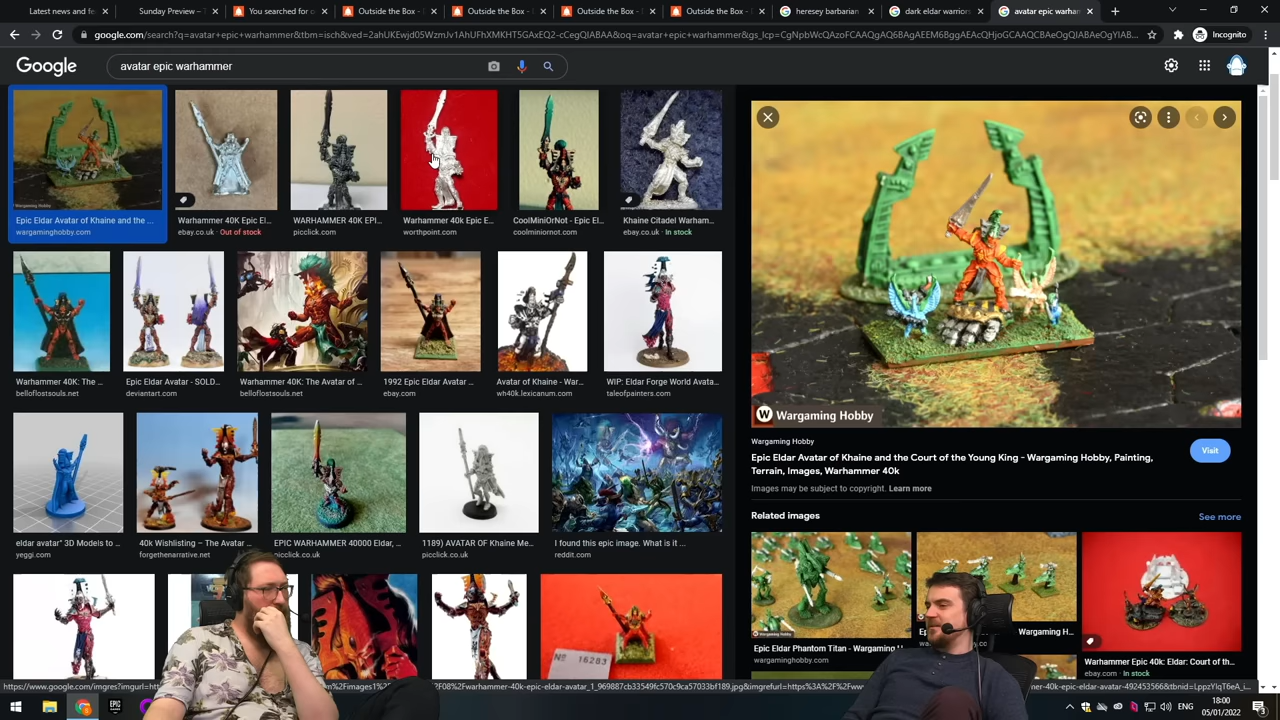 Latest news and fe
Sunday Preview – T
You searched for o
Outside the Box - E
Outside the Box - E
Outside the Box - E
Outside the Box - E
heresey barbarian
dark eldar warriors
avatar epic warham
Incognito
Google
avatar epic warhammer
Epic Eldar Avatar of Khaine and the ...
wargaminghobby.com
Warhammer 40K Epic El...
ebay.co.uk · Out of stock
WARHAMMER 40K EPI...
picclick.com
Warhammer 40k Epic E...
worthpoint.com
CoolMiniOrNot - Epic El...
coolminiornot.com
Khaine Citadel Warham...
ebay.co.uk · In stock
Warhammer 40K: The ...
belloflostsouls.net
Epic Eldar Avatar - SOLD...
deviantart.com
Warhammer 40K: The Avatar of ...
belloflostsouls.net
1992 Epic Eldar Avatar ...
ebay.com
Avatar of Khaine - War...
wh40k.lexicanum.com
WIP: Eldar Forge World Avata...
taleofpainters.com
eldar avatar" 3D Models to ...
yeggi.com
40k Wishlisting – The Avatar ...
forgethenarrative.net
EPIC WARHAMMER 40000 Eldar, ...
picclick.co.uk
1189) AVATAR OF Khaine Me...
picclick.co.uk
I found this epic image. What is it ...
reddit.com
Nº 16283
W Wargaming Hobby
Wargaming Hobby
Epic Eldar Avatar of Khaine and the Court of the Young King - Wargaming Hobby, Painting,
Terrain, Images, Warhammer 40k
Visit
Images may be subject to copyright. Learn more
Related images
See more
Epic Eldar Phantom Titan - Wargaming H
wargaminghobby.com
Wargaming H...
Warhammer Epic 40k: Eldar: Court of th...
ebay.com · In stock
EPIC
ENG
18:00
05/01/2022